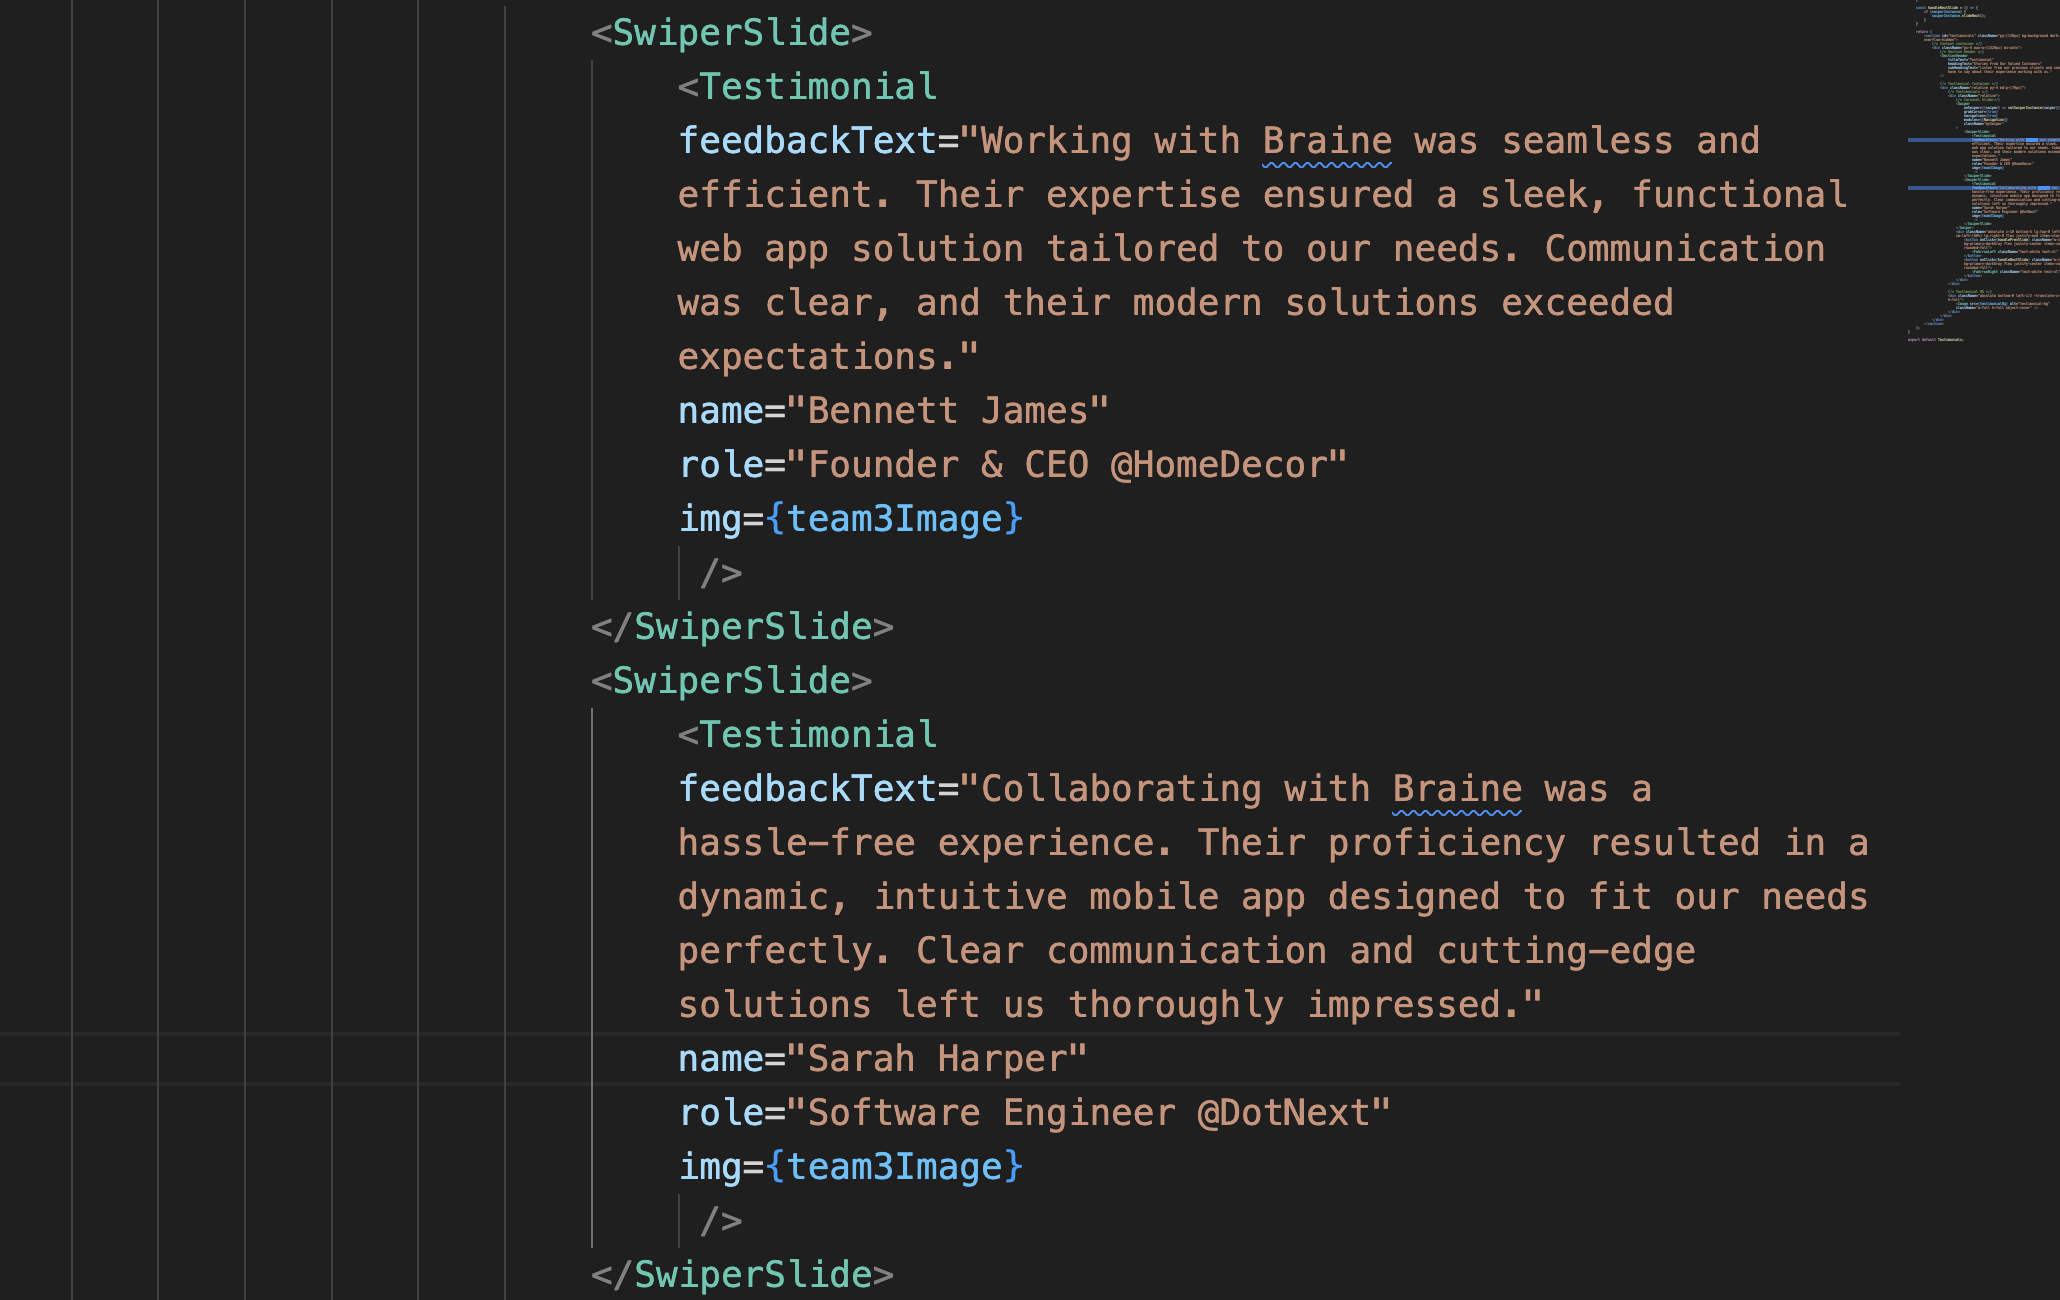 <SwiperSlide>
<Testimonial
feedbackText="Working with Braine was seamless and
efficient. Their expertise ensured a sleek, functional
web app solution tailored to our needs. Communication
was clear, and their modern solutions exceeded
expectations."
name="Bennett James"
role="Founder & CEO @HomeDecor"
img={team3Image}
/>
</SwiperSlide>
<SwiperSlide>
<Testimonial
feedbackText="Collaborating with Braine was a
hassle-free experience. Their proficiency resulted in a
dynamic, intuitive mobile app designed to fit our needs
perfectly. Clear communication and cutting-edge
solutions left us thoroughly impressed."
name="Sarah Harper"
role="Software Engineer @DotNext"
img={team3Image}
/>
</SwiperSlide>